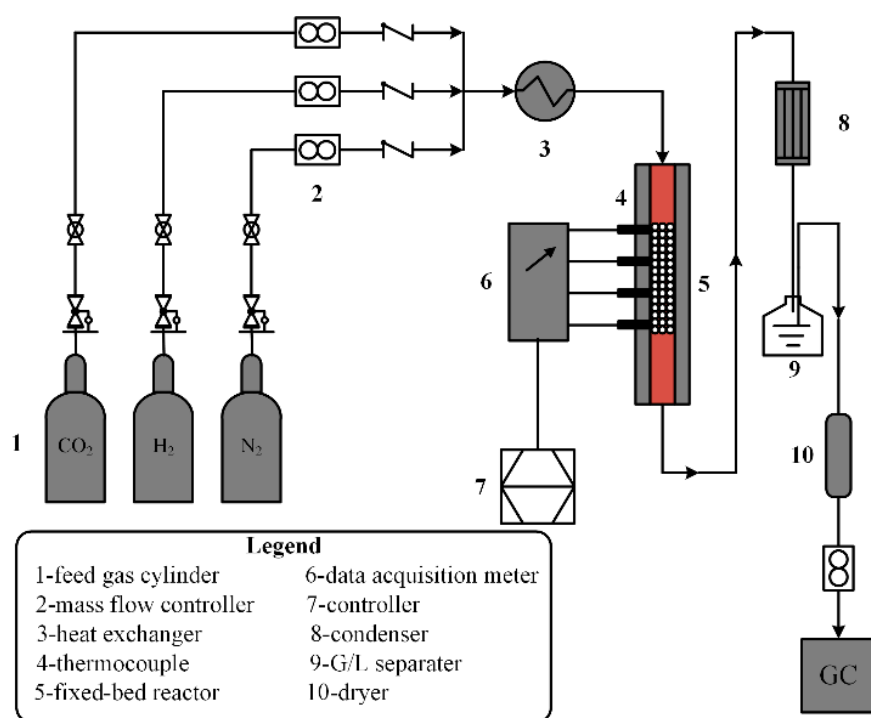 2
3
8
4
5
6
9
1
CO₂
H₂
N₂
7
10
GC
Legend
1-feed gas cylinder
2-mass flow controller
3-heat exchanger
4-thermocouple
5-fixed-bed reactor
6-data acquisition meter
7-controller
8-condenser
9-G/L separater
10-dryer